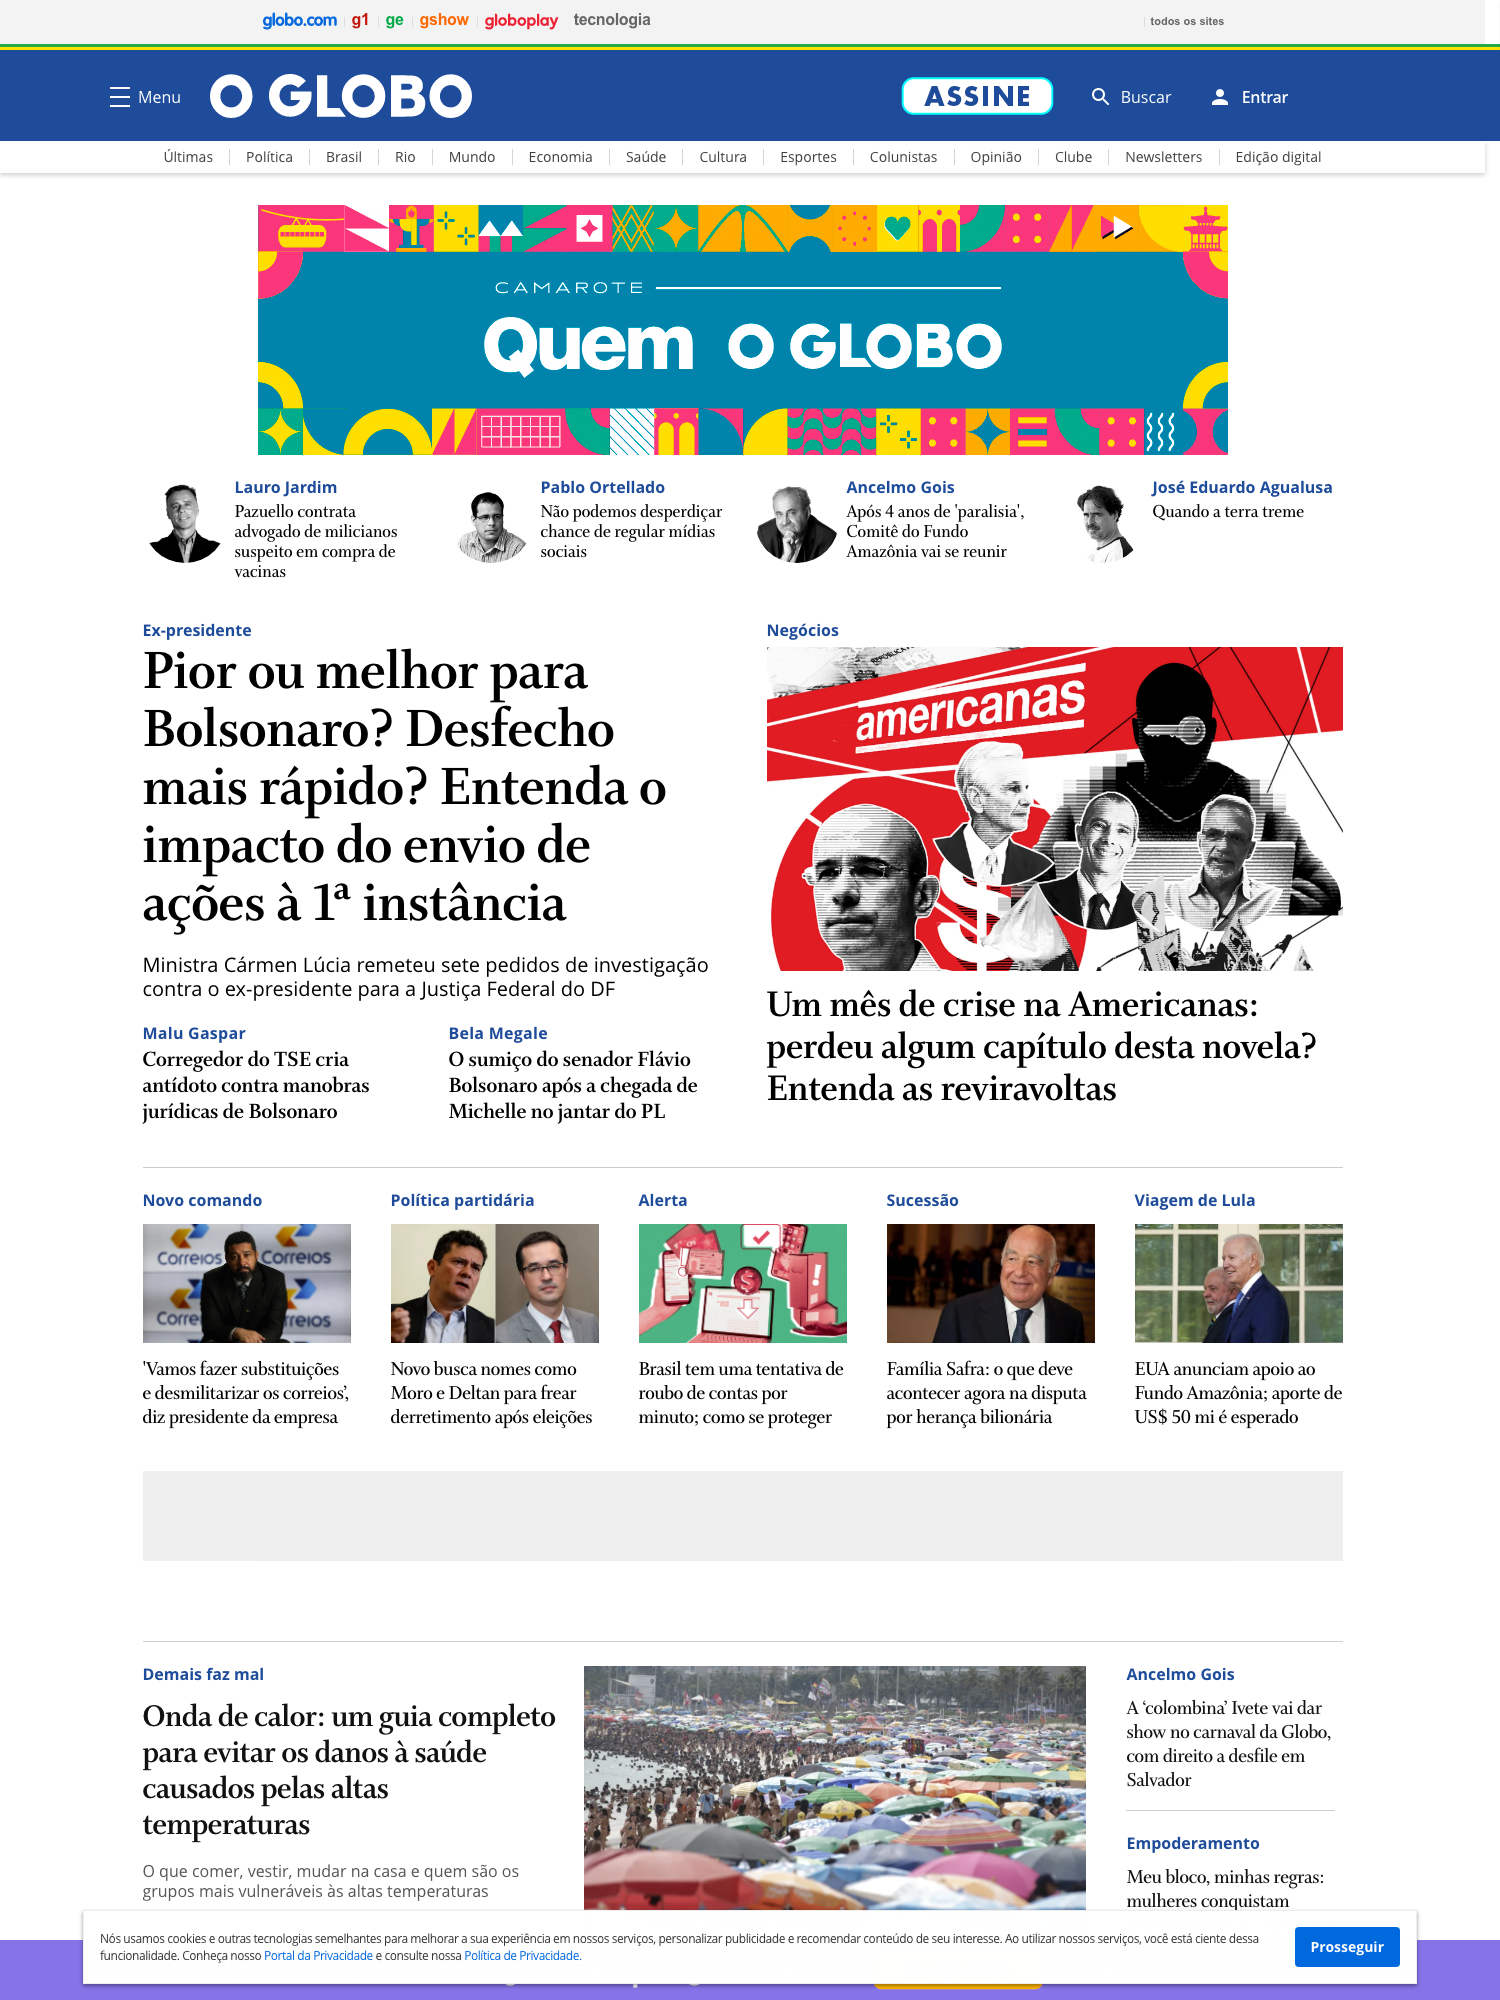 globo.com g1 ge gshow globoplay tecnologia todos os sites
Menu O GLOBO ASSINE Buscar Entrar
Últimas Política Brasil Rio Mundo Economia Saúde Cultura Esportes Colunistas Opinião Clube Newsletters Edição digital
CAMAROTE
Quem O GLOBO
Lauro Jardim
Pazuello contrata
advogado de milicianos
suspeito em compra de
vacinas
Pablo Ortellado
Não podemos desperdiçar
chance de regular mídias
sociais
Ancelmo Gois
Após 4 anos de 'paralisia',
Comitê do Fundo
Amazônia vai se reunir
José Eduardo Agualusa
Quando a terra treme
Ex-presidente
Pior ou melhor para
Bolsonaro? Desfecho
mais rápido? Entenda o
impacto do envio de
ações à 1ª instância
Ministra Cármen Lúcia remeteu sete pedidos de investigação
contra o ex-presidente para a Justiça Federal do DF
Malu Gaspar
Corregedor do TSE cria
antídoto contra manobras
jurídicas de Bolsonaro
Bela Megale
O sumiço do senador Flávio
Bolsonaro após a chegada de
Michelle no jantar do PL
Negócios
americanas
Um mês de crise na Americanas:
perdeu algum capítulo desta novela?
Entenda as reviravoltas
Novo comando
Correios Correios
'Vamos fazer substituições
e desmilitarizar os correios',
diz presidente da empresa
Política partidária
Novo busca nomes como
Moro e Deltan para frear
derretimento após eleições
Alerta
Brasil tem uma tentativa de
roubo de contas por
minuto; como se proteger
Sucessão
Família Safra: o que deve
acontecer agora na disputa
por herança bilionária
Viagem de Lula
EUA anunciam apoio ao
Fundo Amazônia; aporte de
US$ 50 mi é esperado
Demais faz mal
Onda de calor: um guia completo
para evitar os danos à saúde
causados pelas altas
temperaturas
O que comer, vestir, mudar na casa e quem são os
grupos mais vulneráveis às altas temperaturas
Ancelmo Gois
A ‘colombina’ Ivete vai dar
show no carnaval da Globo,
com direito a desfile em
Salvador
Empoderamento
Meu bloco, minhas regras:
mulheres conquistam
Nós usamos cookies e outras tecnologias semelhantes para melhorar a sua experiência em nossos serviços, personalizar publicidade e recomendar conteúdo de seu interesse. Ao utilizar nossos serviços, você está ciente dessa
funcionalidade. Conheça nosso Portal da Privacidade e consulte nossa Política de Privacidade.
Prosseguir